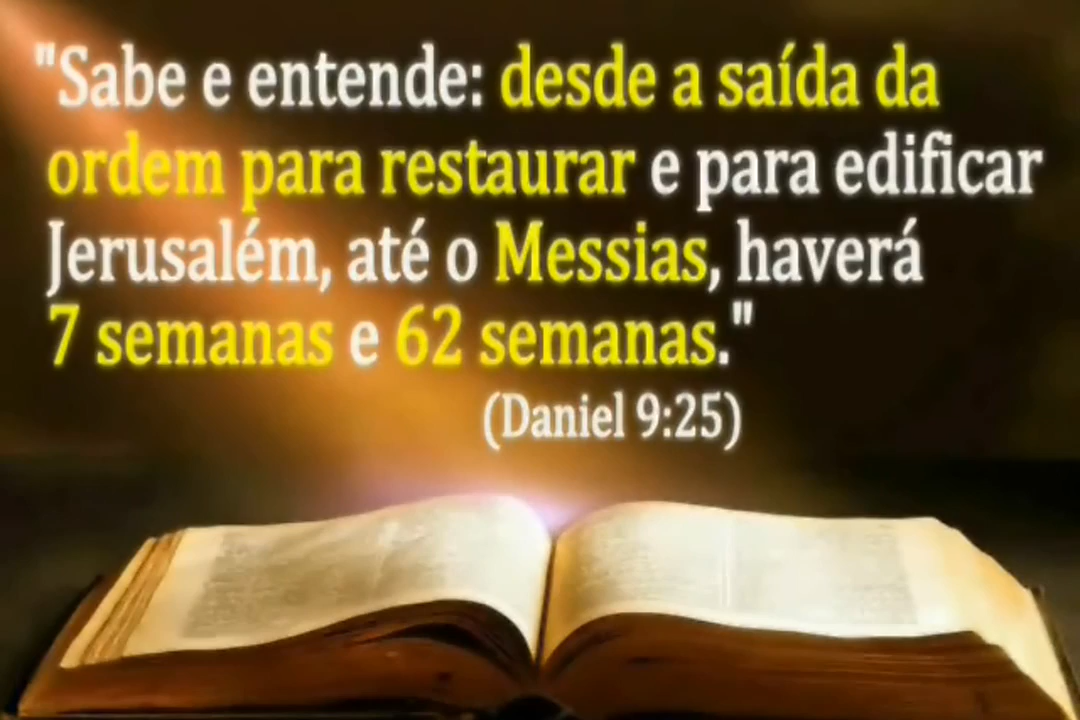 "Sabe e entende: desde a saída da
ordem para restaurar e para edificar
Jerusalém, até o Messias, haverá
7 semanas e 62 semanas."
(Daniel 9:25)